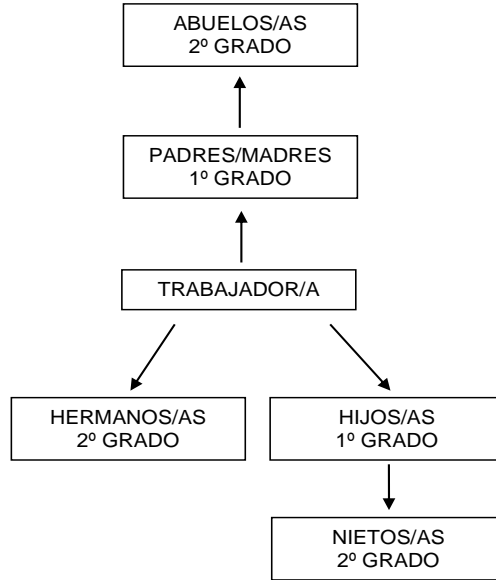 ABUELOS/AS
2º GRADO
PADRES/MADRES
1º GRADO
TRABAJADOR/A
HERMANOS/AS
2º GRADO
HIJOS/AS
1º GRADO
NIETOS/AS
2º GRADO